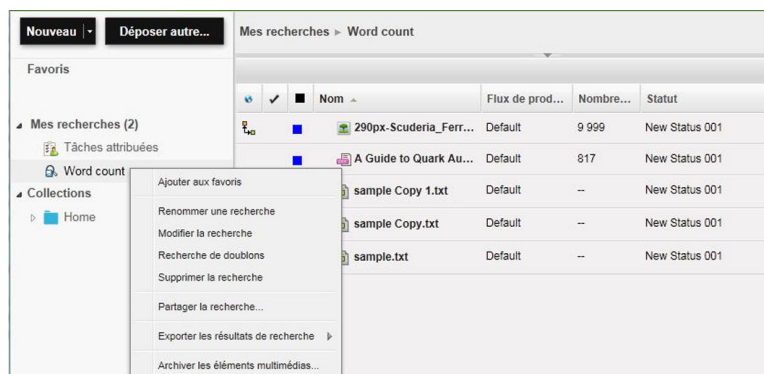 Nouveau Déposer autre... Mes recherches ▸ Word count
Favoris
Nom Flux de prod... Nombre... Statut
Mes recherches (2) 290px-Scuderia_Ferr... Default 9 999 New Status 001
Tâches attribuées
A Guide to Quark Au... Default 817 New Status 001
Word count
Ajouter aux favoris
Collections sample Copy 1.txt Default -- New Status 001
Home
Renommer une recherche
Modifier la recherche sample Copy.txt Default -- New Status 001
Recherche de doublons sample.txt Default -- New Status 001
Supprimer la recherche
Partager la recherche...
Exporter les résultats de recherche
Archiver les éléments multimédias...